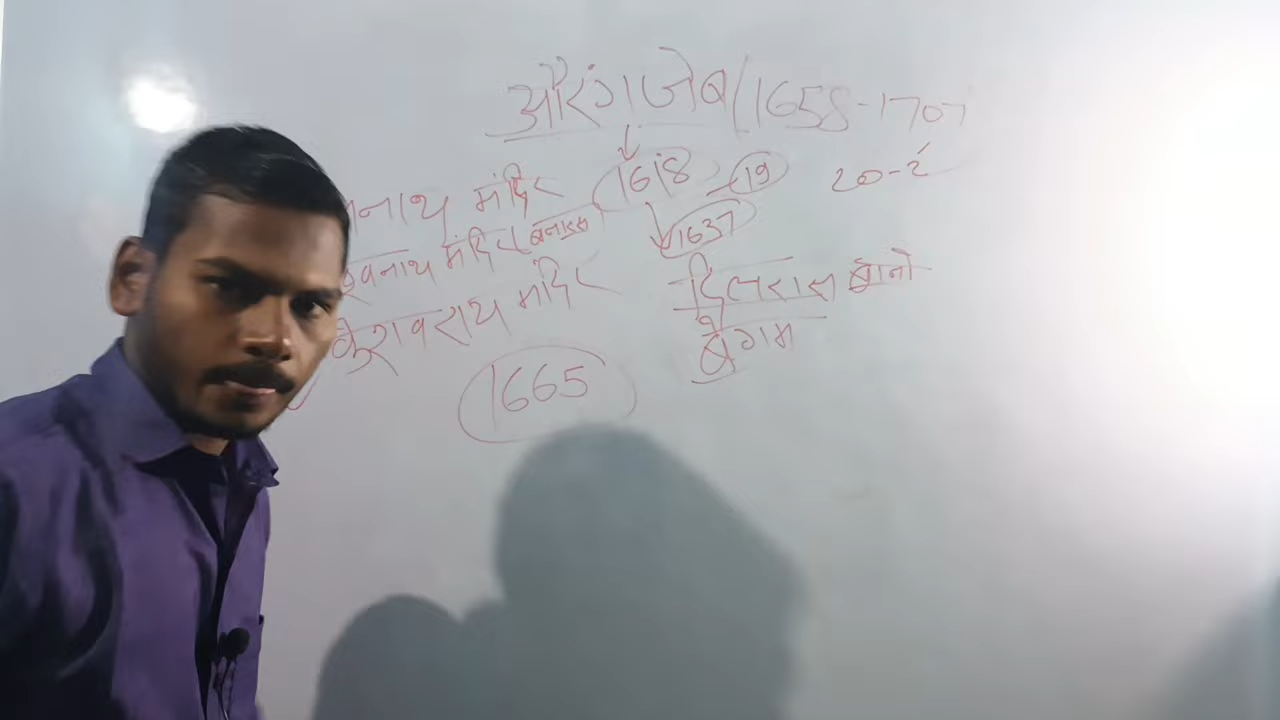 औरंगजेब (1658-1707
1618 - 19 20-2
नाथ मंदिर
1637
वनाथ मंदिर (बनारस
केशवराय मंदिर
दिलरास बानो
बेगम
1665